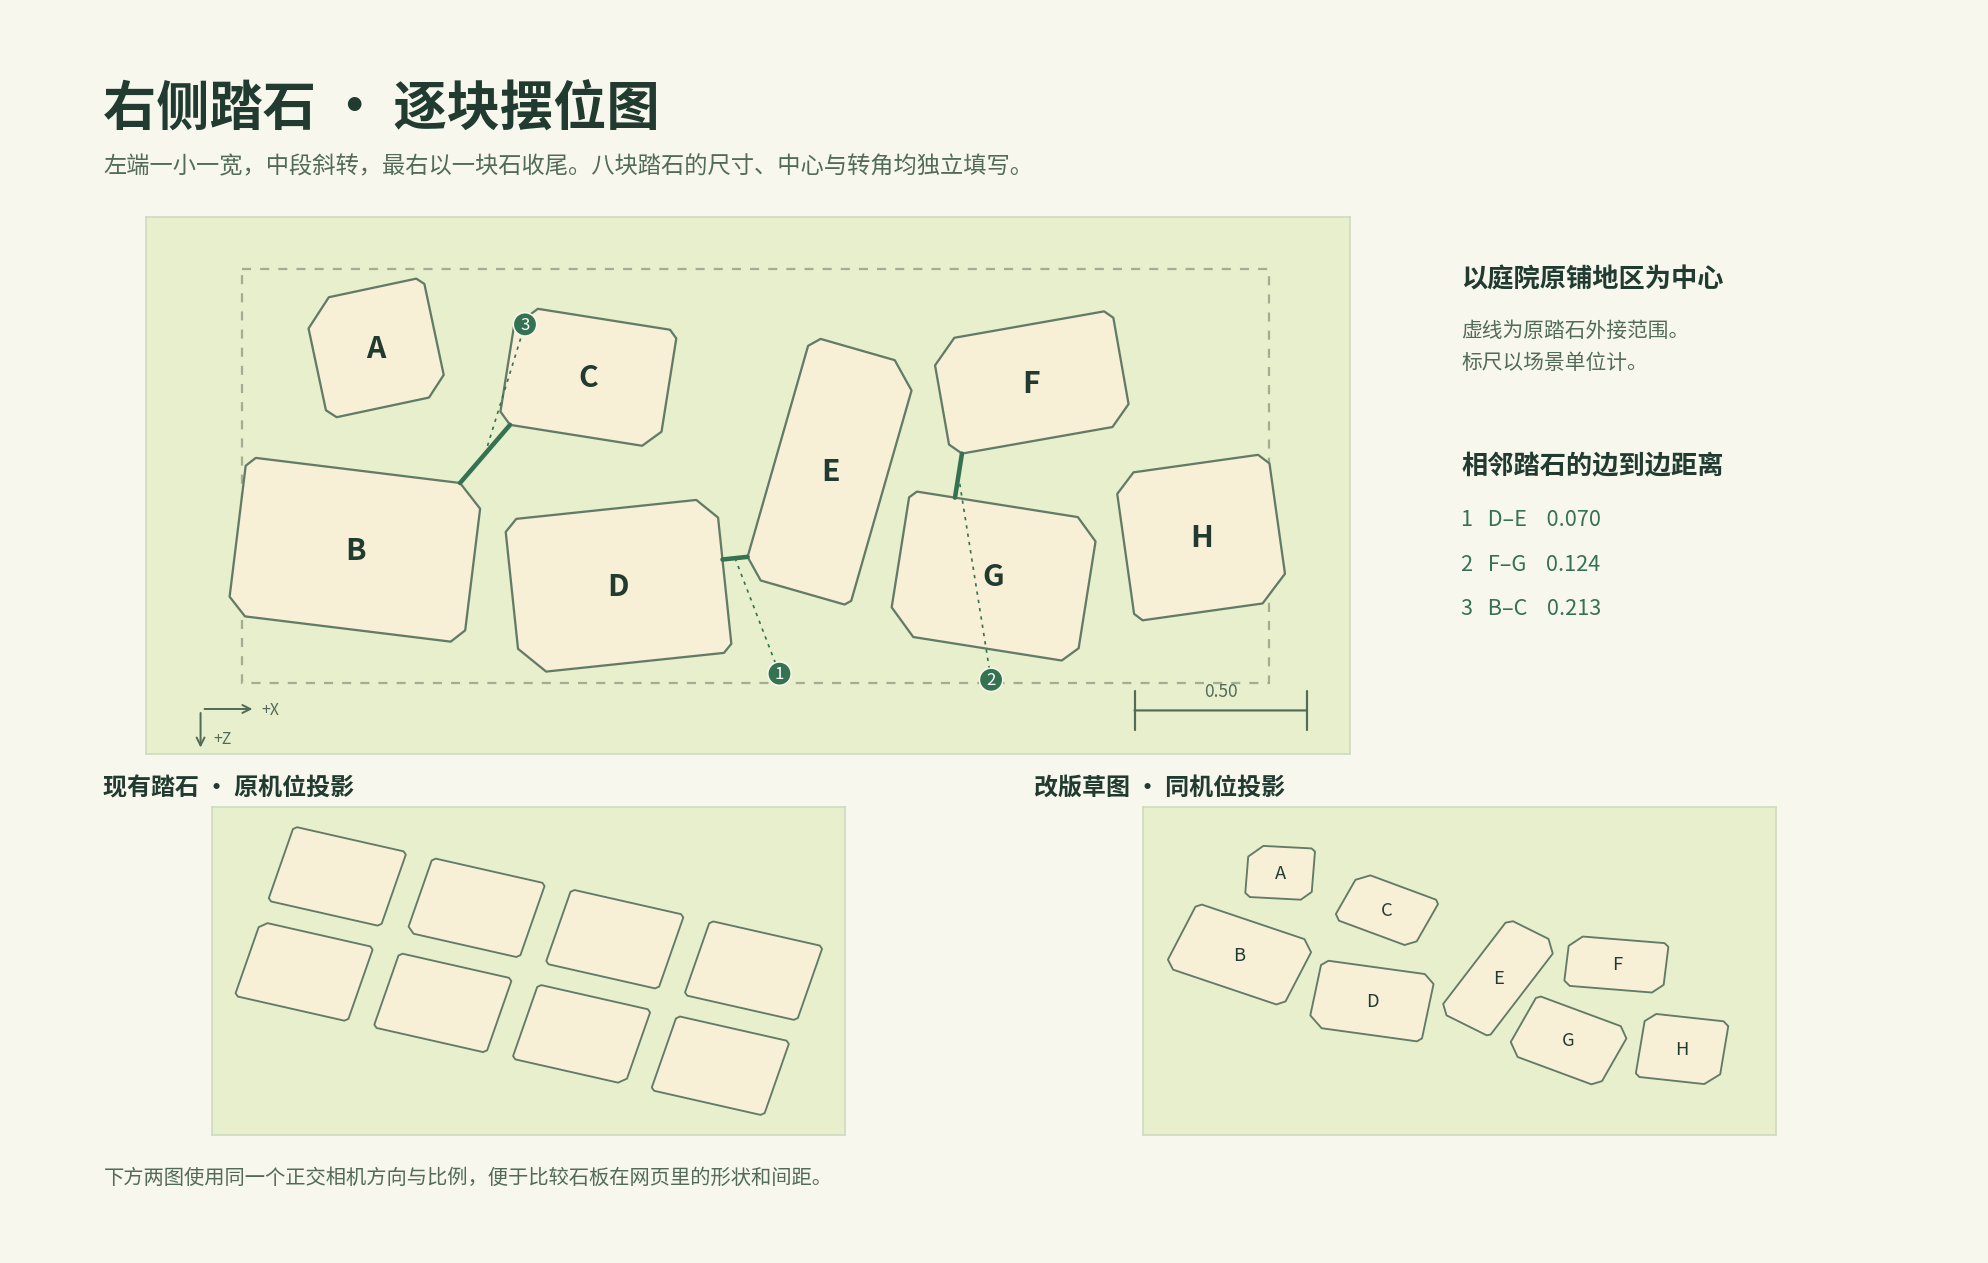 右侧踏石 · 逐块摆位图
左端一小一宽，中段斜转，最右以一块石收尾。八块踏石的尺寸、中心与转角均独立填写。
A
3
C
F
E
B
H
D
G
1
2
0.50
+X
+Z
以庭院原铺地区为中心
虚线为原踏石外接范围。
标尺以场景单位计。
相邻踏石的边到边距离
1 D–E 0.070
2 F–G 0.124
3 B–C 0.213
现有踏石 · 原机位投影
改版草图 · 同机位投影
A
C
B
F
E
D
G
H
下方两图使用同一个正交相机方向与比例，便于比较石板在网页里的形状和间距。